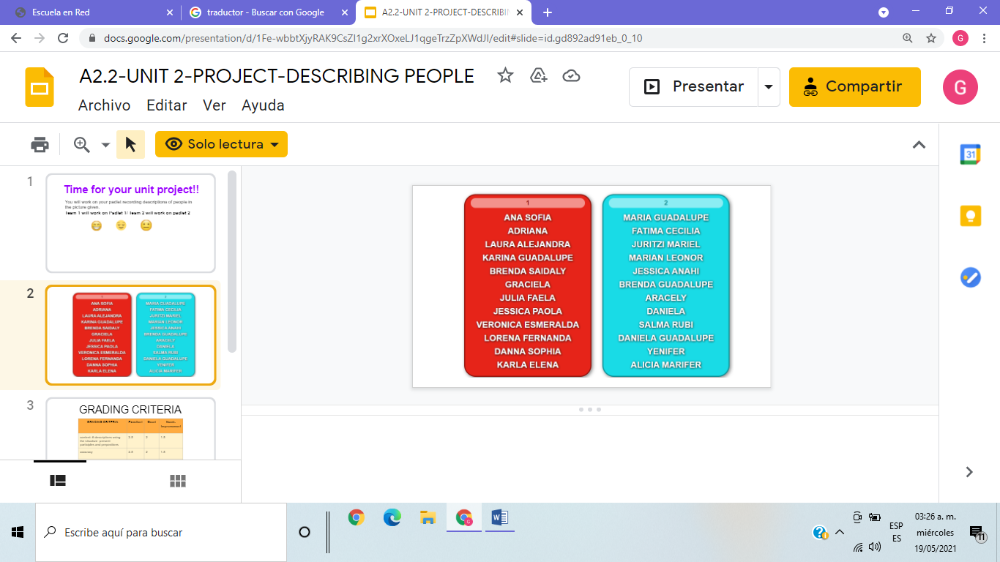 Escuela en Red
traductor - Buscar con Google
A2.2-UNIT 2-PROJECT-DESCRIBIN
docs.google.com/presentation/d/1Fe-wbbtXjyRAK9CsZI1g2xrXOxeLJ1qgeTrzZpXWdJI/edit#slide=id.gd892ad91eb_0_10
G
A2.2-UNIT 2-PROJECT-DESCRIBING PEOPLE
Archivo Editar Ver Ayuda
Presentar
Compartir
G
Solo lectura
31
1
Time for your unit project!!
You will work on your padlet recording descriptions of people in
the picture given.
Team 1 will work on Padlet 1/ Team 2 will work on padlet 2
2
1
ANA SOFIA
ADRIANA
LAURA ALEJANDRA
KARINA GUADALUPE
BRENDA SAIDALY
GRACIELA
JULIA FAELA
JESSICA PAOLA
VERONICA ESMERALDA
LORENA FERNANDA
DANNA SOPHIA
KARLA ELENA
2
MARIA GUADALUPE
FATIMA CECILIA
JURITZI MARIEL
MARIAN LEONOR
JESSICA ANAHI
BRENDA GUADALUPE
ARACELY
DANIELA
SALMA RUBI
DANIELA GUADALUPE
YENIFER
ALICIA MARIFER
3
GRADING CRITERIA
GRADING CRITERIA Excellent Good Needs
improvement
content: 8 descriptions using
the structure present
participles and prepositions
2.5 2 1.5
accuracy 2.5 2 1.5
1
ANA SOFIA
ADRIANA
LAURA ALEJANDRA
KARINA GUADALUPE
BRENDA SAIDALY
GRACIELA
JULIA FAELA
JESSICA PAOLA
VERONICA ESMERALDA
LORENA FERNANDA
DANNA SOPHIA
KARLA ELENA
2
MARIA GUADALUPE
FATIMA CECILIA
JURITZI MARIEL
MARIAN LEONOR
JESSICA ANAHI
BRENDA GUADALUPE
ARACELY
DANIELA
SALMA RUBI
DANIELA GUADALUPE
YENIFER
ALICIA MARIFER
Escribe aquí para buscar
ESP
ES
03:26 a. m.
miércoles
19/05/2021
11